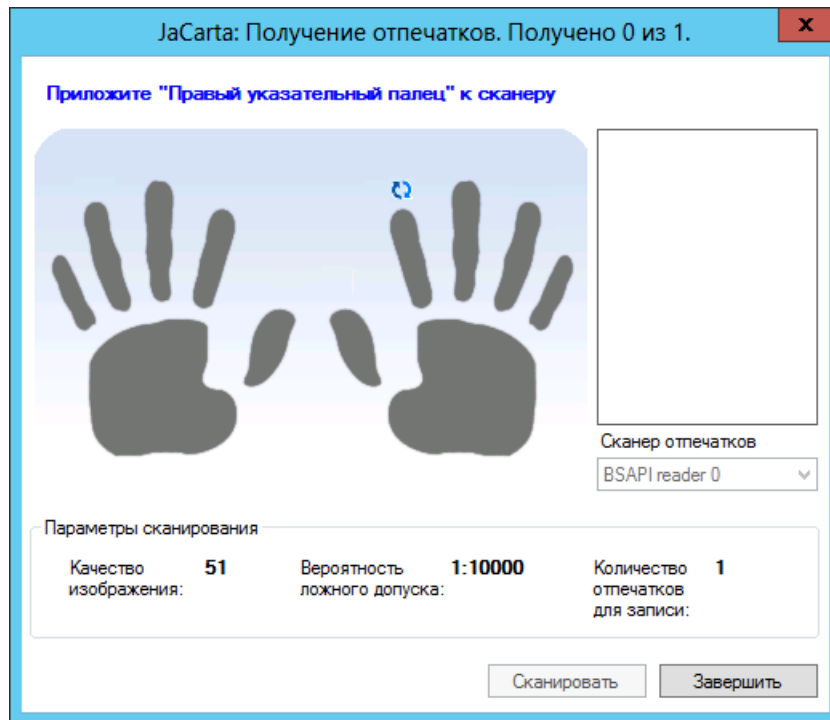 JaCarta: Получение отпечатков. Получено 0 из 1.
x
Приложите "Правый указательный палец" к сканеру
Сканер отпечатков
BSAPI reader 0
Параметры сканирования
Качество изображения: 51
Вероятность ложного допуска: 1:10000
Количество отпечатков для записи: 1
Сканировать
Завершить